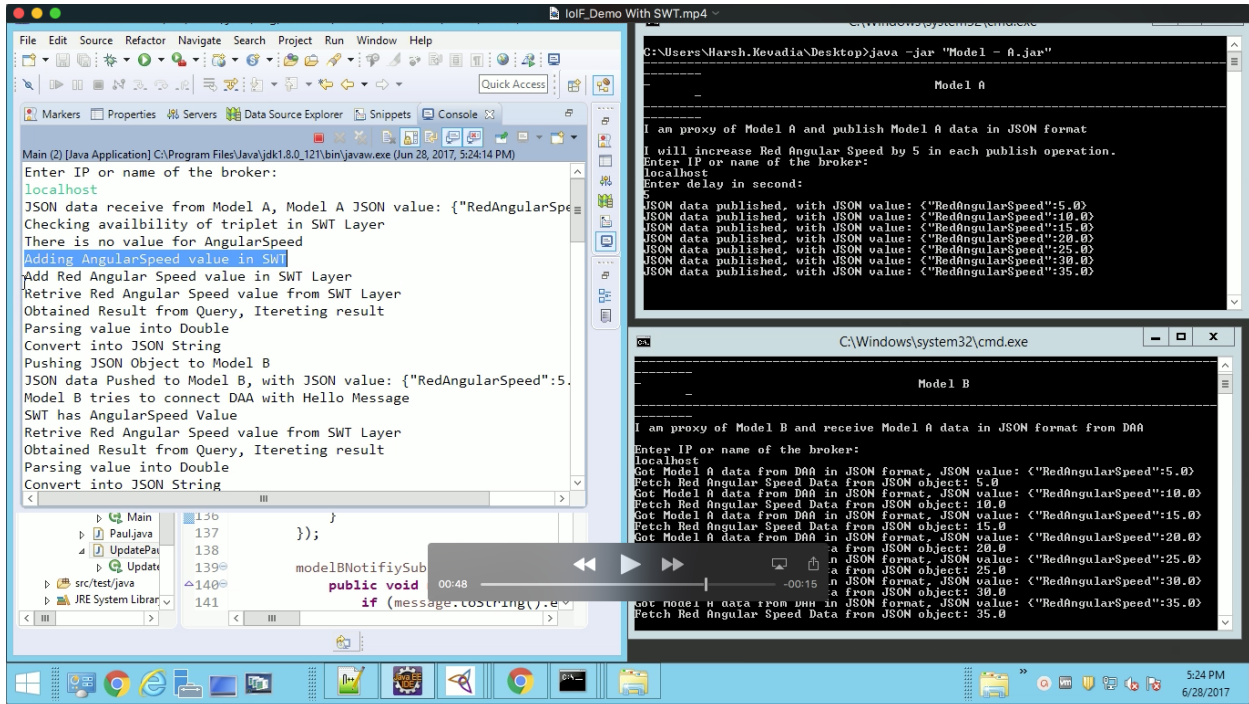 IoIF_Demo With SWT.mp4
File Edit Source Refactor Navigate Search Project Run Window Help
Quick Access
Markers Properties Servers Data Source Explorer Snippets Console
Main (2) [Java Application] C:\Program Files\Java\jdk1.8.0_121\bin\javaw.exe (Jun 28, 2017, 5:24:14 PM)
Enter IP or name of the broker:
localhost
JSON data receive from Model A, Model A JSON value: {"RedAngularSpe
Checking availbility of triplet in SWT Layer
There is no value for AngularSpeed
Adding AngularSpeed value in SWT
Add Red Angular Speed value in SWT Layer
Retrive Red Angular Speed value from SWT Layer
Obtained Result from Query, Itereting result
Parsing value into Double
Convert into JSON String
Pushing JSON Object to Model B
JSON data Pushed to Model B, with JSON value: {"RedAngularSpeed":5.
Model B tries to connect DAA with Hello Message
SWT has AngularSpeed Value
Retrive Red Angular Speed value from SWT Layer
Obtained Result from Query, Itereting result
Parsing value into Double
Convert into JSON String
Main
Paul.java
UpdatePau
Update
src/test/java
JRE System Librar
136 }
137 });
138
139 modelBNotifiySub
140 public void
141 if (message.toString().e
00:48 -00:15
C:\Windows\system32\cmd.exe
C:\Users\Harsh.Kevadia\Desktop>java -jar "Model - A.jar"
Model A
I am proxy of Model A and publish Model A data in JSON format
I will increase Red Angular Speed by 5 in each publish operation.
Enter IP or name of the broker:
localhost
Enter delay in second:
5
JSON data published, with JSON value: {"RedAngularSpeed":5.0}
JSON data published, with JSON value: {"RedAngularSpeed":10.0}
JSON data published, with JSON value: {"RedAngularSpeed":15.0}
JSON data published, with JSON value: {"RedAngularSpeed":20.0}
JSON data published, with JSON value: {"RedAngularSpeed":25.0}
JSON data published, with JSON value: {"RedAngularSpeed":30.0}
JSON data published, with JSON value: {"RedAngularSpeed":35.0}
C:\Windows\system32\cmd.exe
Model B
I am proxy of Model B and receive Model A data in JSON format from DAA
Enter IP or name of the broker:
localhost
Got Model A data from DAA in JSON format, JSON value: {"RedAngularSpeed":5.0}
Fetch Red Angular Speed Data from JSON object: 5.0
Got Model A data from DAA in JSON format, JSON value: {"RedAngularSpeed":10.0}
Fetch Red Angular Speed Data from JSON object: 10.0
Got Model A data from DAA in JSON format, JSON value: {"RedAngularSpeed":15.0}
Fetch Red Angular Speed Data from JSON object: 15.0
Got Model A data from DAA in JSON format, JSON value: {"RedAngularSpeed":20.0}
a from JSON object: 20.0
n JSON format, JSON value: {"RedAngularSpeed":25.0}
a from JSON object: 25.0
n JSON format, JSON value: {"RedAngularSpeed":30.0}
a from JSON object: 30.0
Got Model A data from DAA in JSON format, JSON value: {"RedAngularSpeed":35.0}
Fetch Red Angular Speed Data from JSON object: 35.0
5:24 PM
6/28/2017